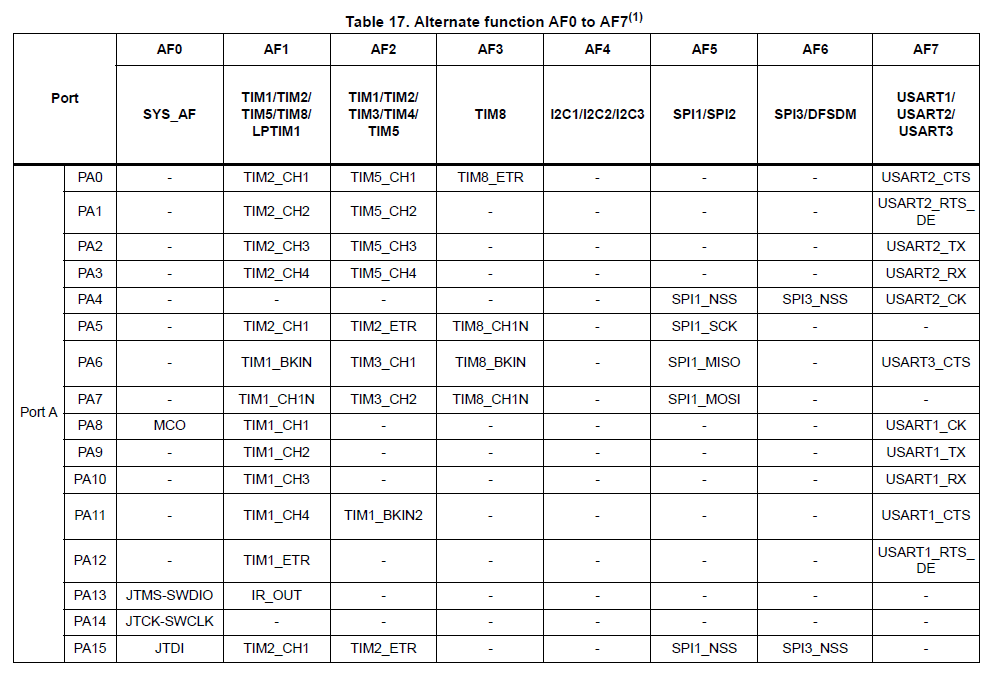 Table 17. Alternate function AF0 to AF7(1)
Port AF0 AF1 AF2 AF3 AF4 AF5 AF6 AF7
SYS_AF TIM1/TIM2/TIM5/TIM8/LPTIM1 TIM1/TIM2/TIM3/TIM4/TIM5 TIM8 I2C1/I2C2/I2C3 SPI1/SPI2 SPI3/DFSDM USART1/USART2/USART3
Port A
PA0 - TIM2_CH1 TIM5_CH1 TIM8_ETR - - - USART2_CTS
PA1 - TIM2_CH2 TIM5_CH2 - - - - USART2_RTS_DE
PA2 - TIM2_CH3 TIM5_CH3 - - - - USART2_TX
PA3 - TIM2_CH4 TIM5_CH4 - - - - USART2_RX
PA4 - - - - - SPI1_NSS SPI3_NSS USART2_CK
PA5 - TIM2_CH1 TIM2_ETR TIM8_CH1N - SPI1_SCK - -
PA6 - TIM1_BKIN TIM3_CH1 TIM8_BKIN - SPI1_MISO - USART3_CTS
PA7 - TIM1_CH1N TIM3_CH2 TIM8_CH1N - SPI1_MOSI - -
PA8 MCO TIM1_CH1 - - - - - USART1_CK
PA9 - TIM1_CH2 - - - - - USART1_TX
PA10 - TIM1_CH3 - - - - - USART1_RX
PA11 - TIM1_CH4 TIM1_BKIN2 - - - - USART1_CTS
PA12 - TIM1_ETR - - - - - USART1_RTS_DE
PA13 JTMS-SWDIO IR_OUT - - - - - -
PA14 JTCK-SWCLK - - - - - - -
PA15 JTDI TIM2_CH1 TIM2_ETR - - SPI1_NSS SPI3_NSS -